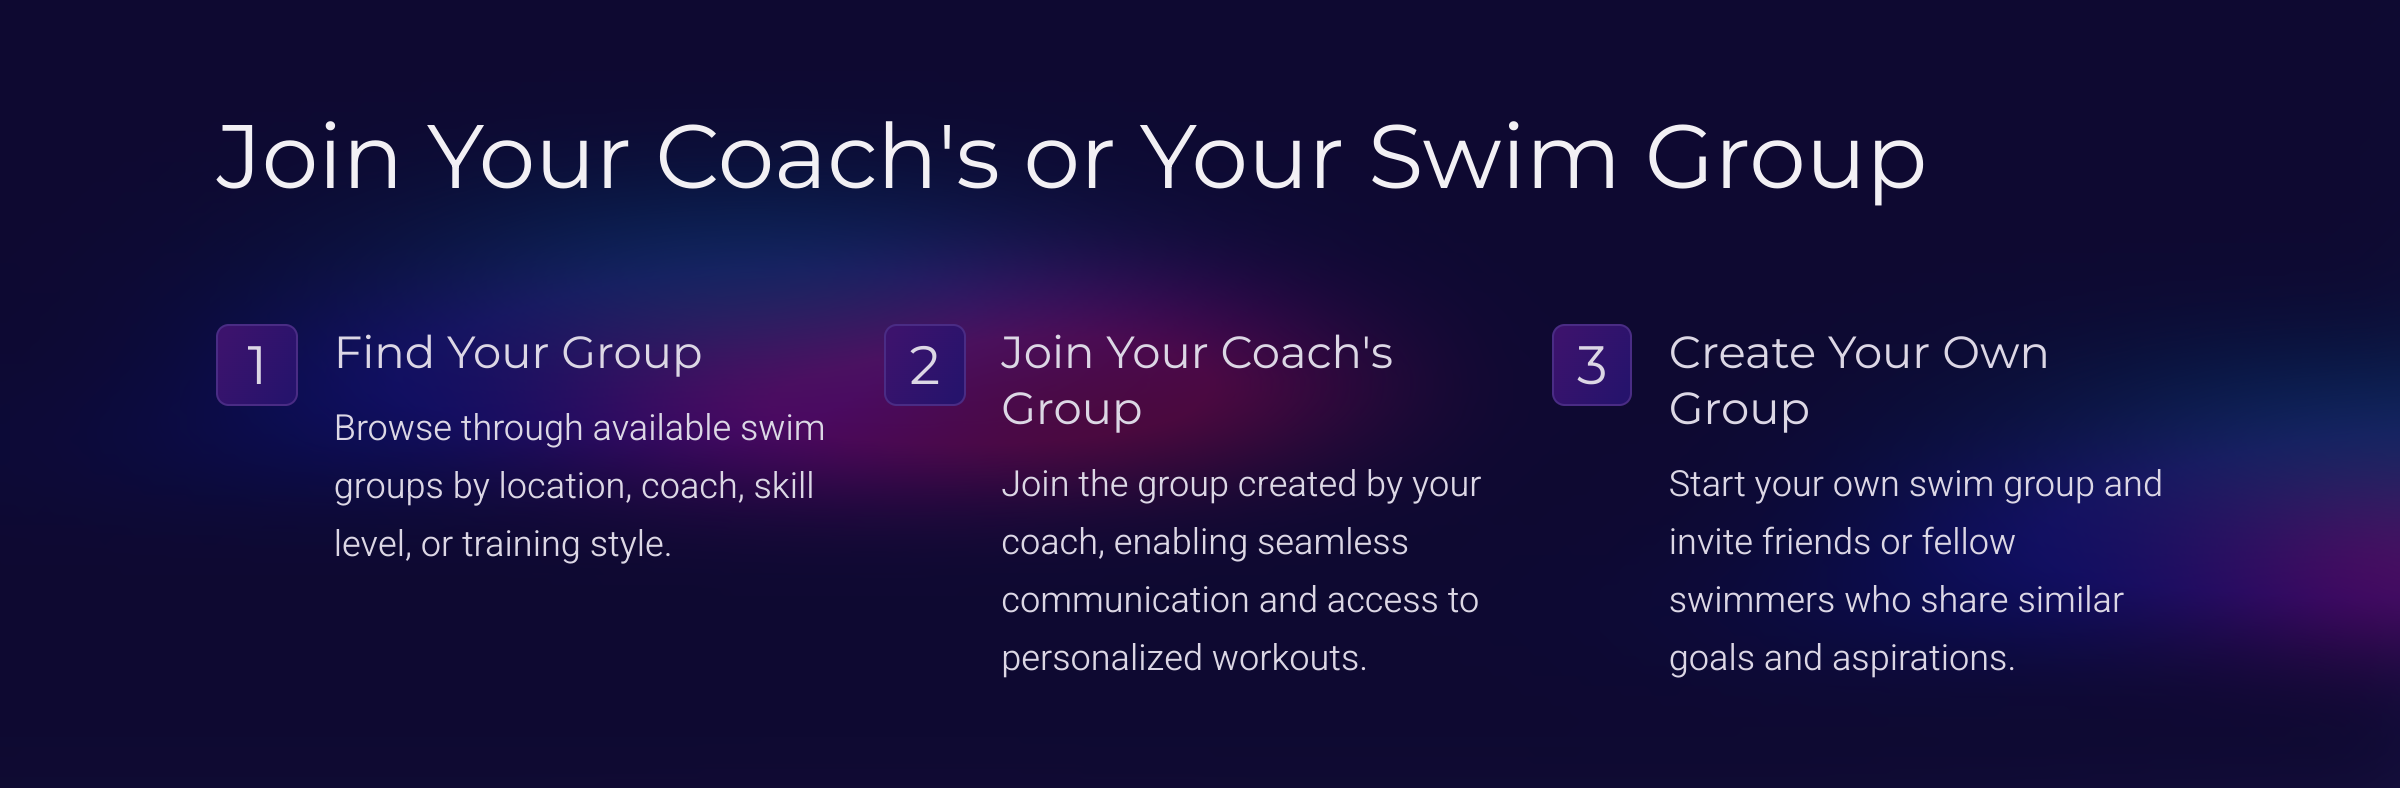 Join Your Coach's or Your Swim Group
1
Find Your Group
Browse through available swim
groups by location, coach, skill
level, or training style.
2
Join Your Coach's
Group
Join the group created by your
coach, enabling seamless
communication and access to
personalized workouts.
3
Create Your Own
Group
Start your own swim group and
invite friends or fellow
swimmers who share similar
goals and aspirations.